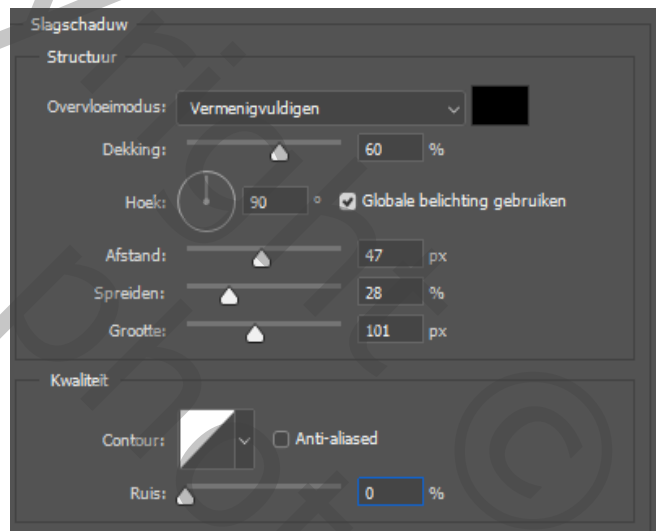 Slagschaduw
Structuur
Overvloeimodus: Vermenigvuldigen
Dekking: 60 %
Hoek: 90 ° Globale belichting gebruiken
Afstand: 47 px
Spreiden: 28 %
Grootte: 101 px
Kwaliteit
Contour: Anti-aliased
Ruis: 0 %